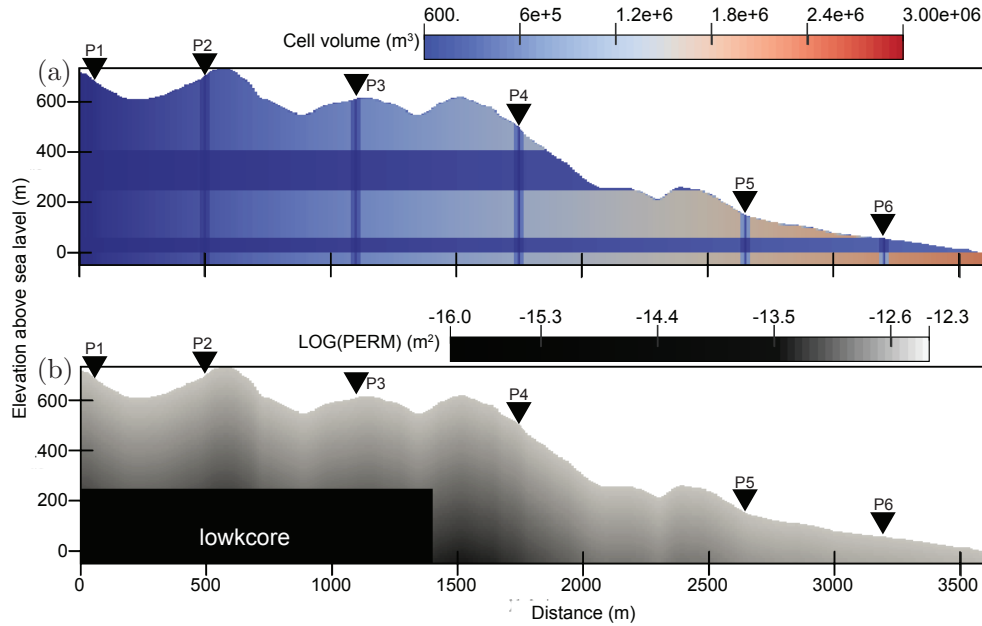 600. 6e+5 1.2e+6 1.8e+6 2.4e+6 3.00e+06
Cell volume (m³)
(a)
P1 P2 P3 P4 P5 P6
600
400
200
0
Elevation above sea lavel (m)
-16.0 -15.3 -14.4 -13.5 -12.6 -12.3
LOG(PERM) (m²)
(b)
P1 P2 P3 P4 P5 P6
600
400
200
0
lowkcore
0 500 1000 1500 2000 2500 3000 3500
Distance (m)